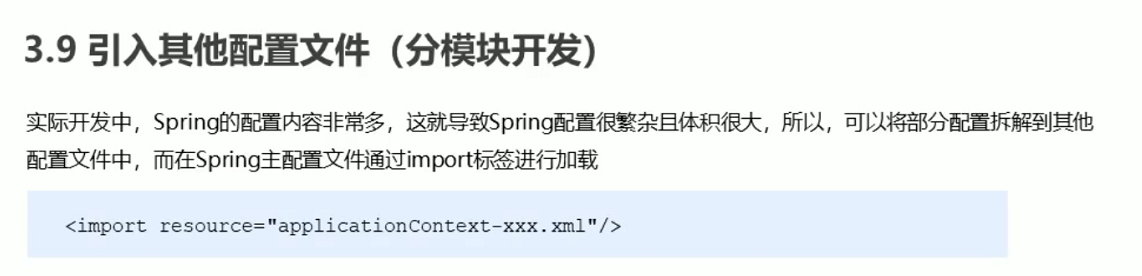 3.9 引入其他配置文件（分模块开发）
实际开发中，Spring的配置内容非常多，这就导致Spring配置很繁杂且体积很大，所以，可以将部分配置拆解到其他
配置文件中，而在Spring主配置文件通过import标签进行加载
<import resource="applicationContext-xxx.xml"/>